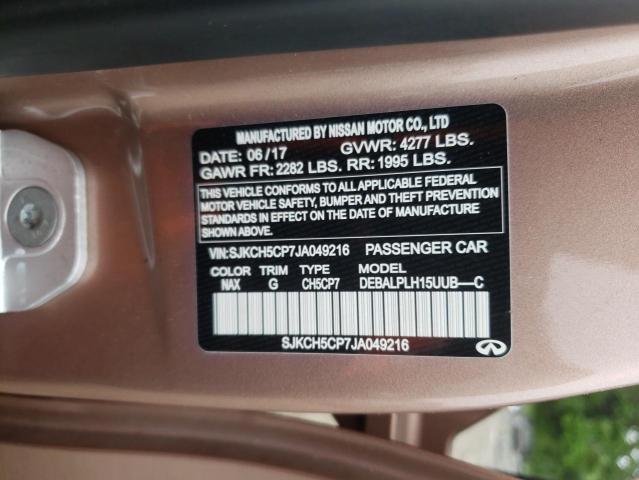 MANUFACTURED BY NISSAN MOTOR CO., LTD
DATE: 06/17 GVWR: 4277 LBS.
GAWR FR: 2282 LBS. RR: 1995 LBS.
THIS VEHICLE CONFORMS TO ALL APPLICABLE FEDERAL
MOTOR VEHICLE SAFETY, BUMPER AND THEFT PREVENTION
STANDARDS IN EFFECT ON THE DATE OF MANUFACTURE
SHOWN ABOVE.
VIN:SJKCH5CP7JA049216 PASSENGER CAR
COLOR TRIM TYPE MODEL
NAX G CH5CP7 DEBALPLH15UUB—C
SJKCH5CP7JA049216